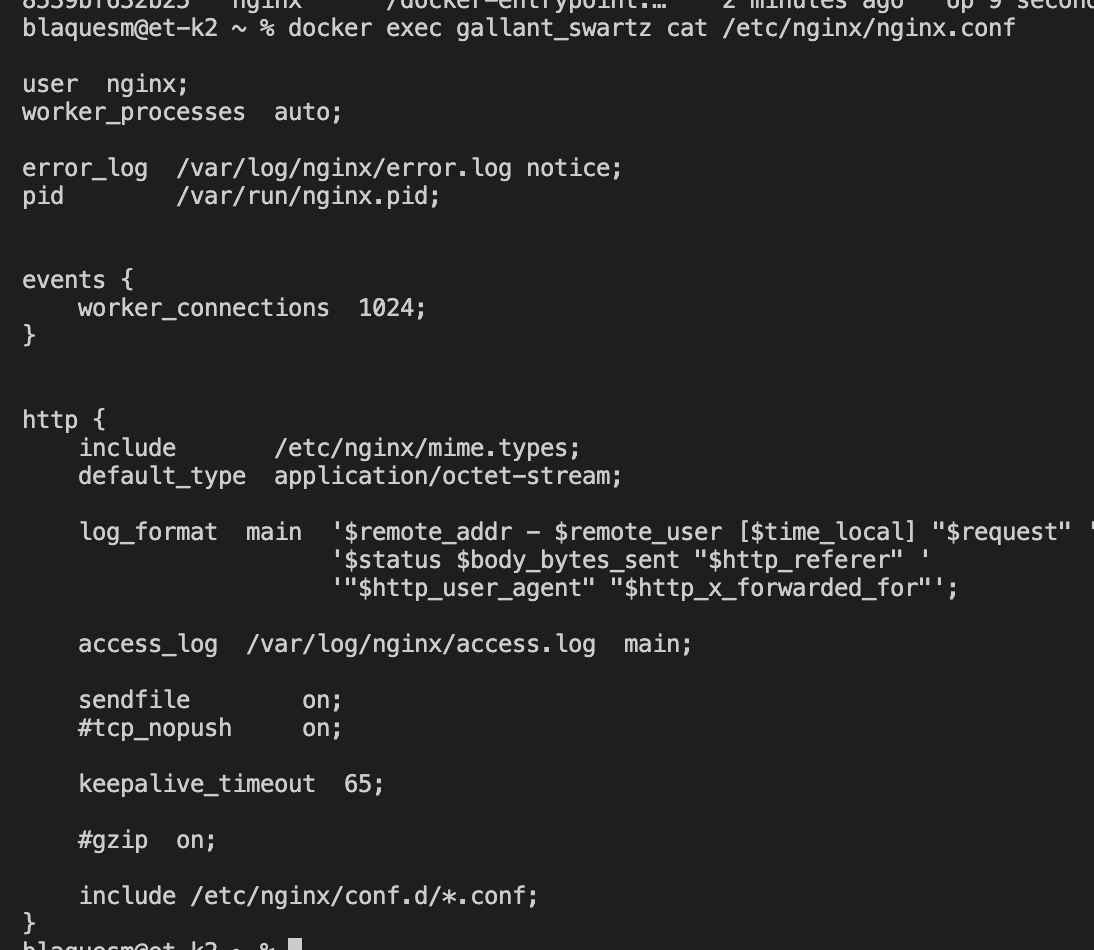 nginx /docker-entrypoint.… 2 minutes ago Up 9 second
blaquesm@et-k2 ~ % docker exec gallant_swartz cat /etc/nginx/nginx.conf
user  nginx;
worker_processes  auto;
error_log  /var/log/nginx/error.log notice;
pid        /var/run/nginx.pid;
events {
    worker_connections  1024;
}
http {
    include       /etc/nginx/mime.types;
    default_type  application/octet-stream;
    log_format  main  '$remote_addr - $remote_user [$time_local] "$request" '
                      '$status $body_bytes_sent "$http_referer" '
                      '"$http_user_agent" "$http_x_forwarded_for"';
    access_log  /var/log/nginx/access.log  main;
    sendfile        on;
    #tcp_nopush     on;
    keepalive_timeout  65;
    #gzip  on;
    include /etc/nginx/conf.d/*.conf;
}
blaquesm@et-k2 ~ %